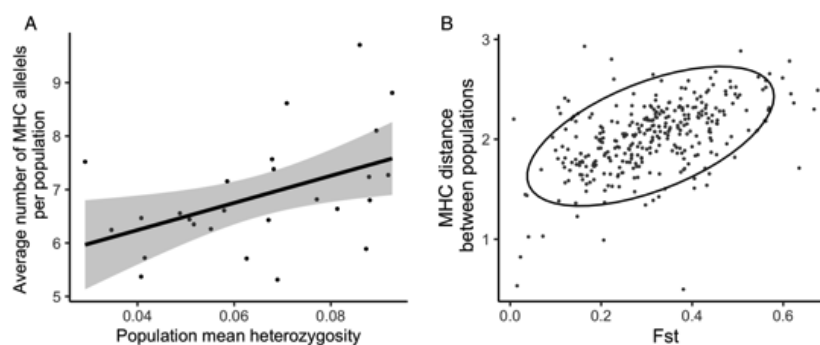 A
Average number of MHC allelels
per population
9
8
7
6
5
0.04 0.06 0.08
Population mean heterozygosity
B
MHC distance
between populations
3
2
1
0.0 0.2 0.4 0.6
Fst